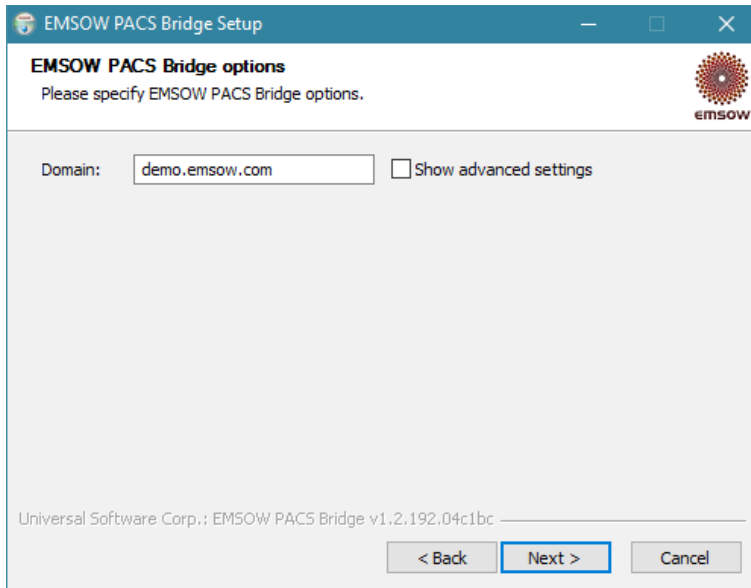 EMSOW PACS Bridge Setup
EMSOW PACS Bridge options
Please specify EMSOW PACS Bridge options.
emsow
Domain: demo.emsow.com Show advanced settings
Universal Software Corp.: EMSOW PACS Bridge v1.2.192.04c1bc
< Back Next > Cancel